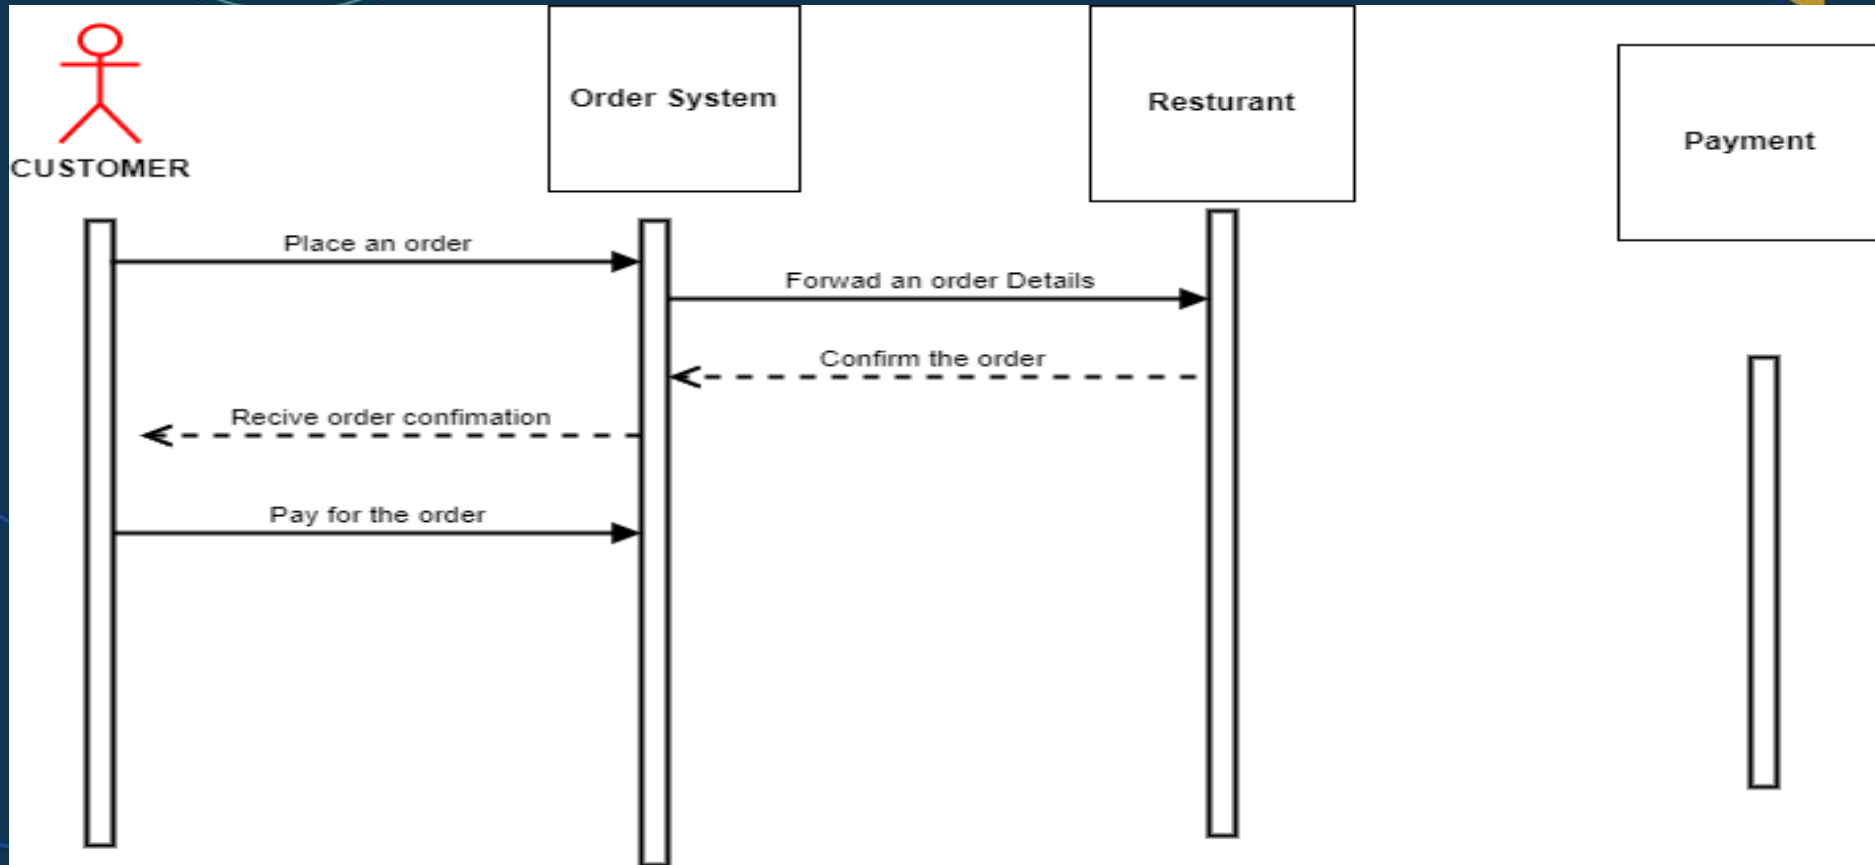 Order System
Resturant
Payment
CUSTOMER
Place an order
Forwad an order Details
Confirm the order
Recive order confimation
Pay for the order